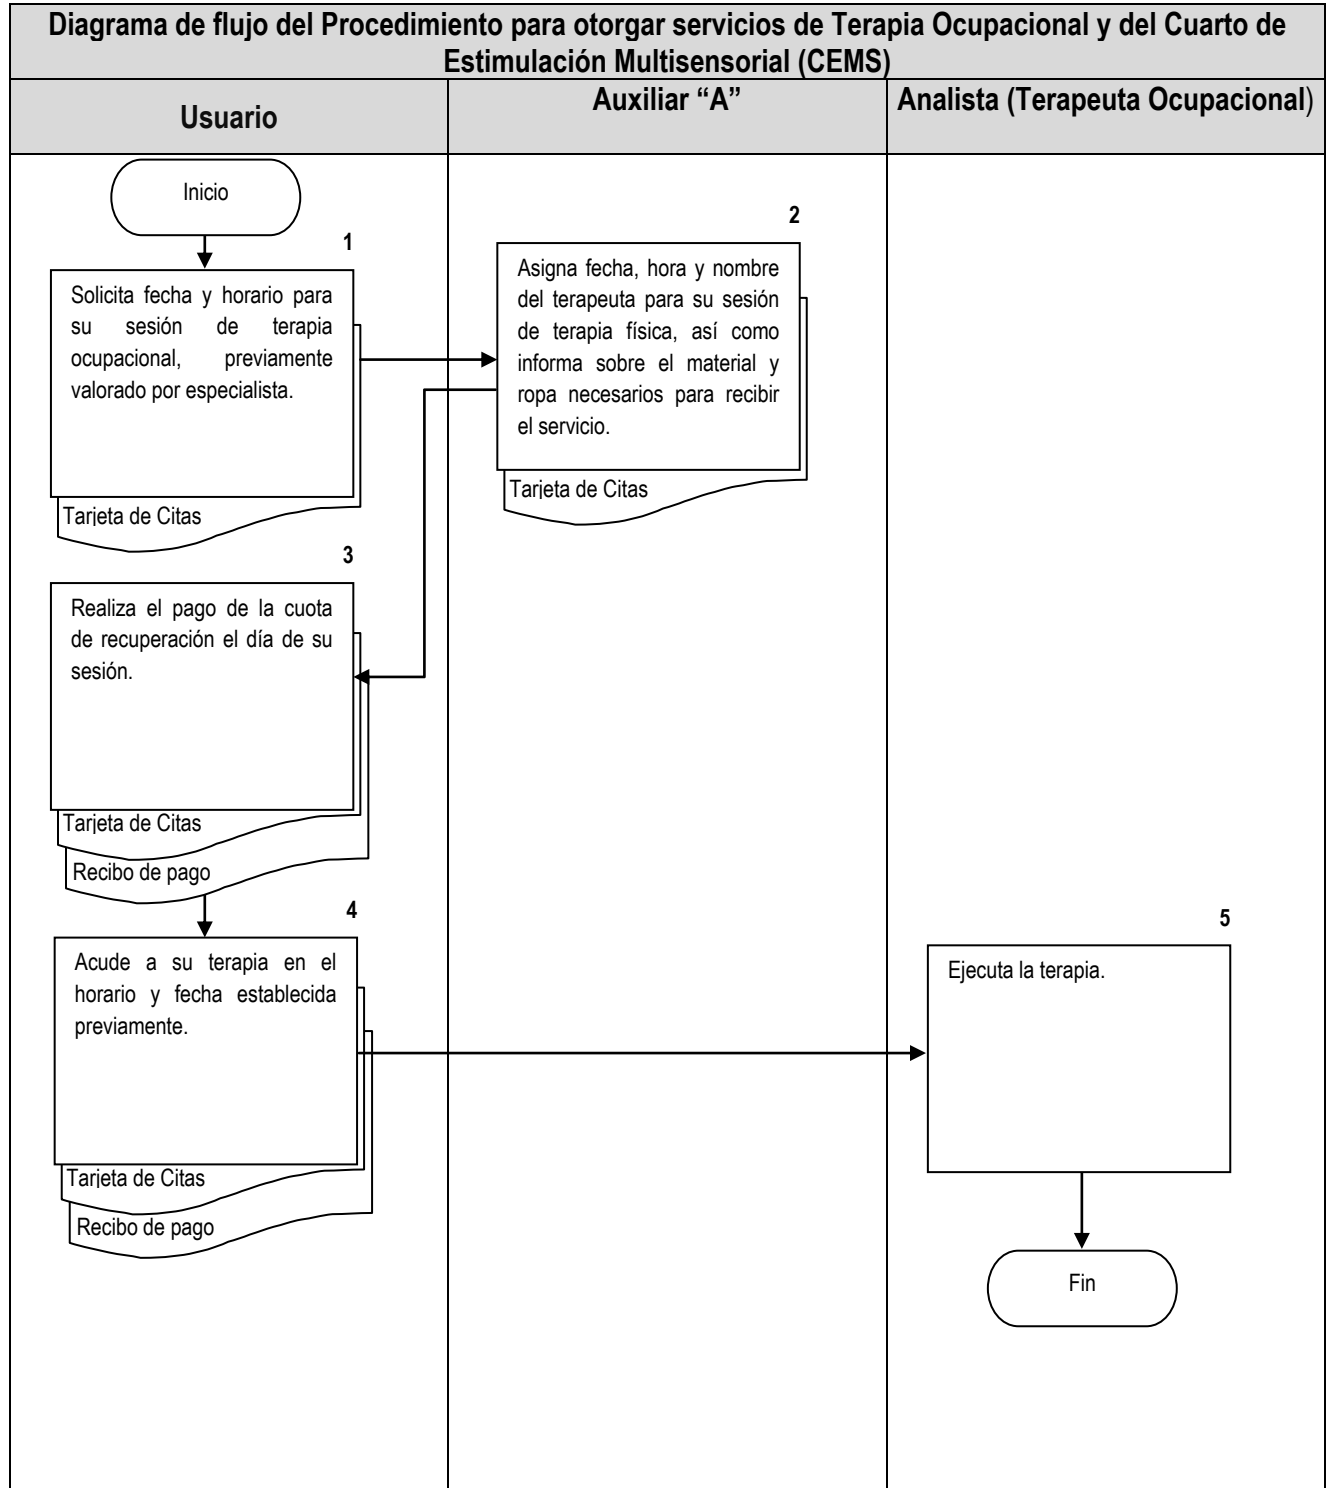 Diagrama de flujo del Procedimiento para otorgar servicios de Terapia Ocupacional y del Cuarto de
Estimulación Multisensorial (CEMS)
Usuario
Auxiliar “A”
Analista (Terapeuta Ocupacional)
Inicio
1
Solicita fecha y horario para
su sesión de terapia
ocupacional, previamente
valorado por especialista.
Tarjeta de Citas
2
Asigna fecha, hora y nombre
del terapeuta para su sesión
de terapia física, así como
informa sobre el material y
ropa necesarios para recibir
el servicio.
Tarjeta de Citas
3
Realiza el pago de la cuota
de recuperación el día de su
sesión.
Tarjeta de Citas
Recibo de pago
4
Acude a su terapia en el
horario y fecha establecida
previamente.
Tarjeta de Citas
Recibo de pago
5
Ejecuta la terapia.
Fin